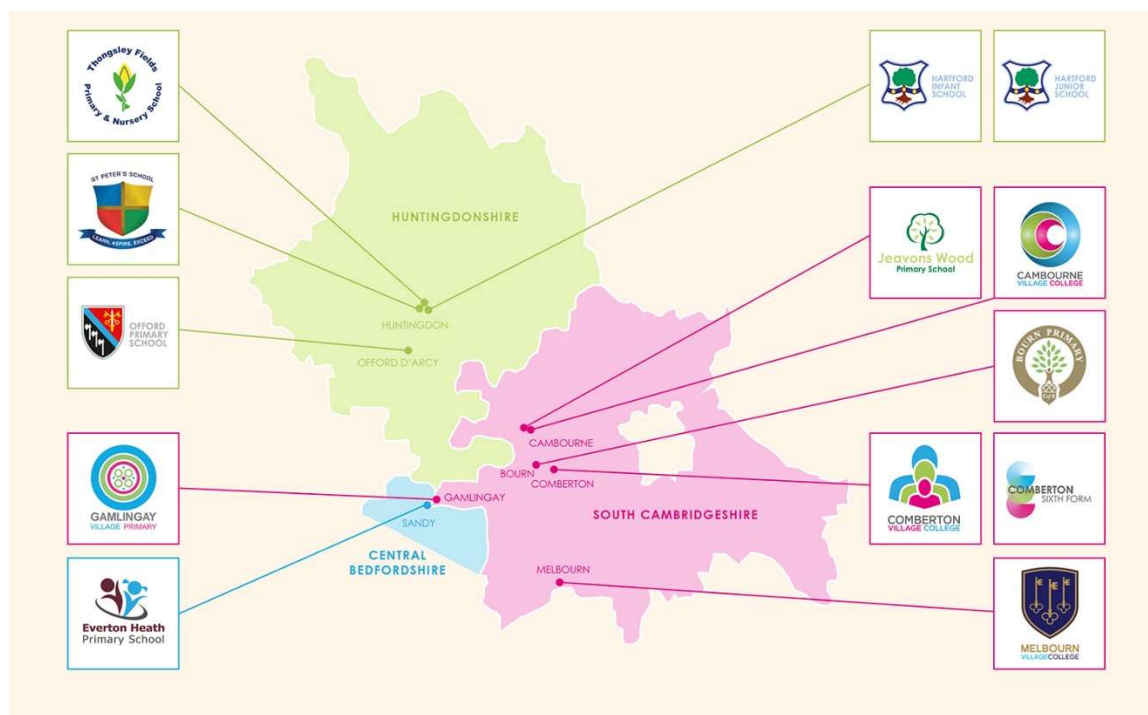 Thongsley Fields
Primary & Nursery School
ST PETER'S SCHOOL
LEARN, ASPIRE, EXCEED
OFFORD
PRIMARY
SCHOOL
GAMLINGAY
VILLAGE PRIMARY
Everton Heath
Primary School
HUNTINGDONSHIRE
HUNTINGDON
OFFORD D'ARCY
CAMBOURNE
BOURN
COMBERTON
GAMLINGAY
SANDY
SOUTH CAMBRIDGESHIRE
CENTRAL
BEDFORDSHIRE
MELBOURN
HARTFORD
INFANT
SCHOOL
HARTFORD
JUNIOR
SCHOOL
Jeavons Wood
Primary School
CAMBOURNE
VILLAGE COLLEGE
BOURN PRIMARY
CofE
COMBERTON
VILLAGE COLLEGE
COMBERTON
SIXTH FORM
MELBOURN
VILLAGECOLLEGE